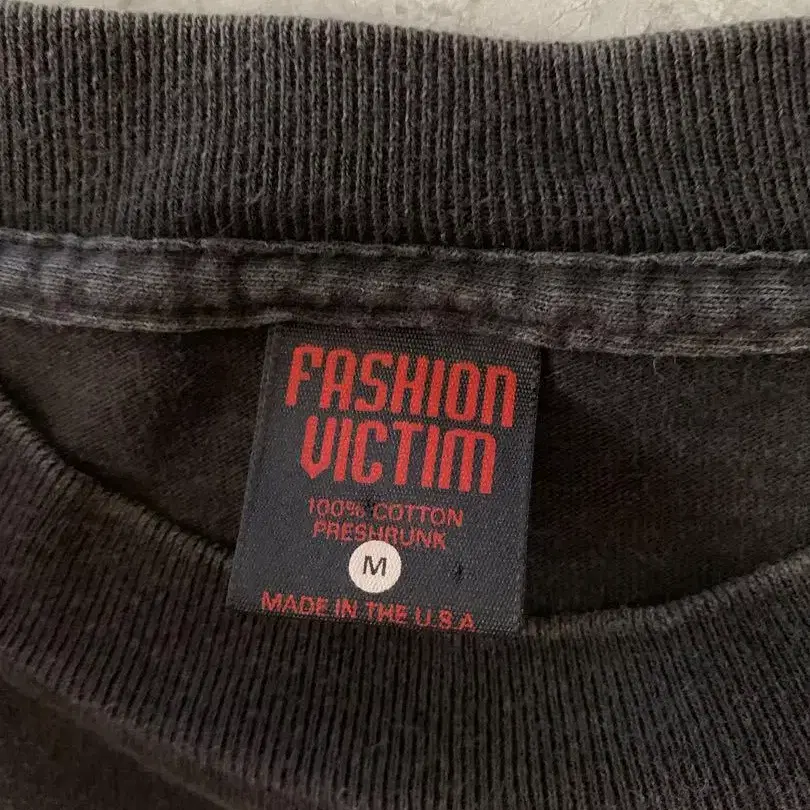 FASHION
VICTIM
100% COTTON
PRESHRUNK
M
MADE IN THE U.S.A